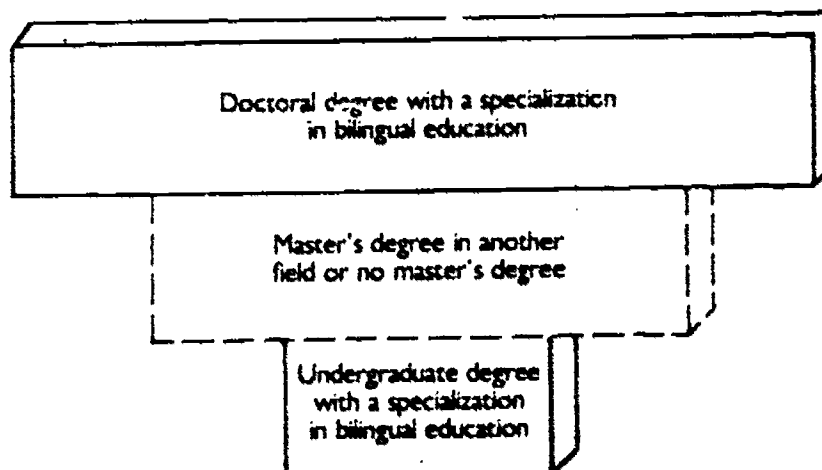 Doctoral degree with a specialization
in bilingual education
Master's degree in another
field or no master's degree
Undergraduate degree
with a specialization
in bilingual education